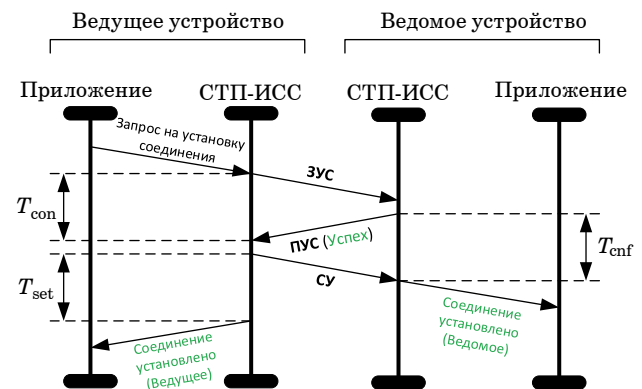 Ведущее устройство
Ведомое устройство
Приложение
СТП-ИСС
СТП-ИСС
Приложение
Запрос на установку
соединения
ЗУС
Tcon
ПУС (Успех)
Tcnf
Tset
СУ
Соединение
установлено
(Ведомое)
Соединение
установлено
(Ведущее)